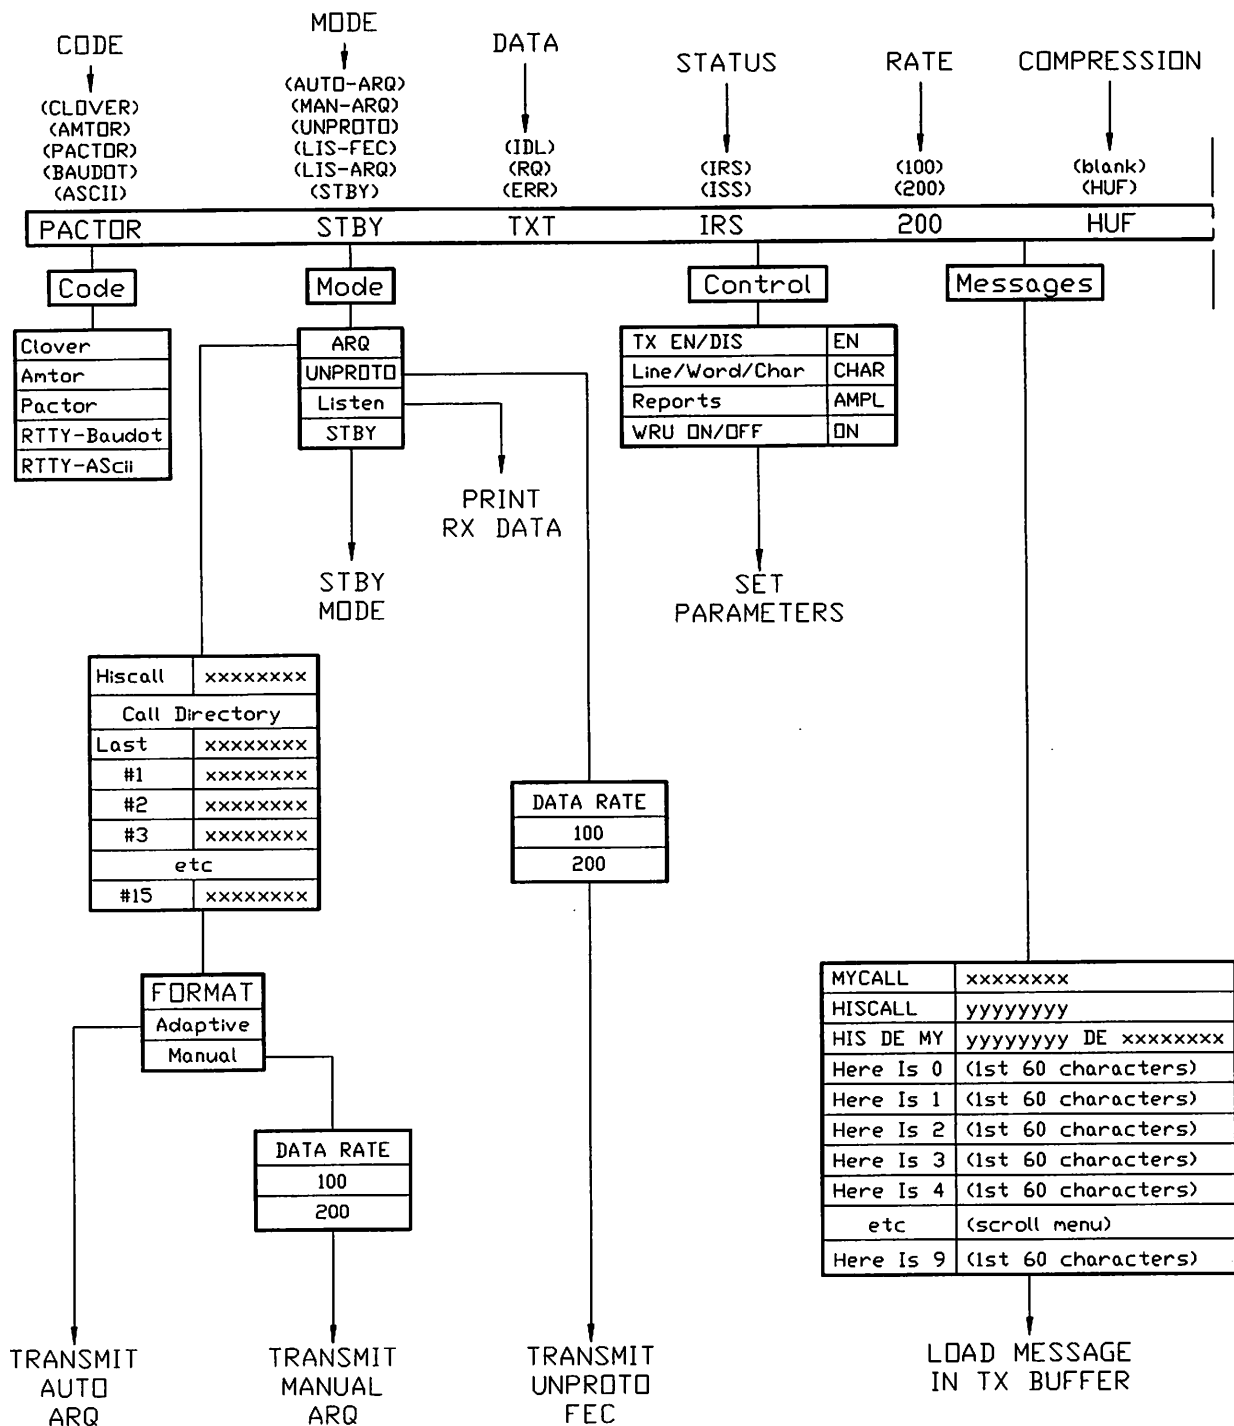 CODE
MODE
DATA
STATUS
RATE
COMPRESSION
(CLOVER)
(AMTOR)
(PACTOR)
(BAUDOT)
(ASCII)
(AUTO-ARQ)
(MAN-ARQ)
(UNPROTO)
(LIS-FEC)
(LIS-ARQ)
(STBY)
(IDL)
(RQ)
(ERR)
(IRS)
(ISS)
(100)
(200)
(blank)
(HUF)
PACTOR STBY TXT IRS 200 HUF
Code
Mode
Control
Messages
Clover
Amtor
Pactor
RTTY-Baudot
RTTY-AScii
ARQ
UNPROTO
Listen
STBY
TX EN/DIS EN
Line/Word/Char CHAR
Reports AMPL
WRU ON/OFF ON
PRINT
RX DATA
STBY
MODE
SET
PARAMETERS
Hiscall xxxxxxxx
Call Directory
Last xxxxxxxx
#1 xxxxxxxx
#2 xxxxxxxx
#3 xxxxxxxx
etc
#15 xxxxxxxx
DATA RATE
100
200
FORMAT
Adaptive
Manual
DATA RATE
100
200
MYCALL xxxxxxxx
HISCALL yyyyyyyy
HIS DE MY yyyyyyyy DE xxxxxxxx
Here Is 0 (1st 60 characters)
Here Is 1 (1st 60 characters)
Here Is 2 (1st 60 characters)
Here Is 3 (1st 60 characters)
Here Is 4 (1st 60 characters)
etc (scroll menu)
Here Is 9 (1st 60 characters)
TRANSMIT
AUTO
ARQ
TRANSMIT
MANUAL
ARQ
TRANSMIT
UNPROTO
FEC
LOAD MESSAGE
IN TX BUFFER